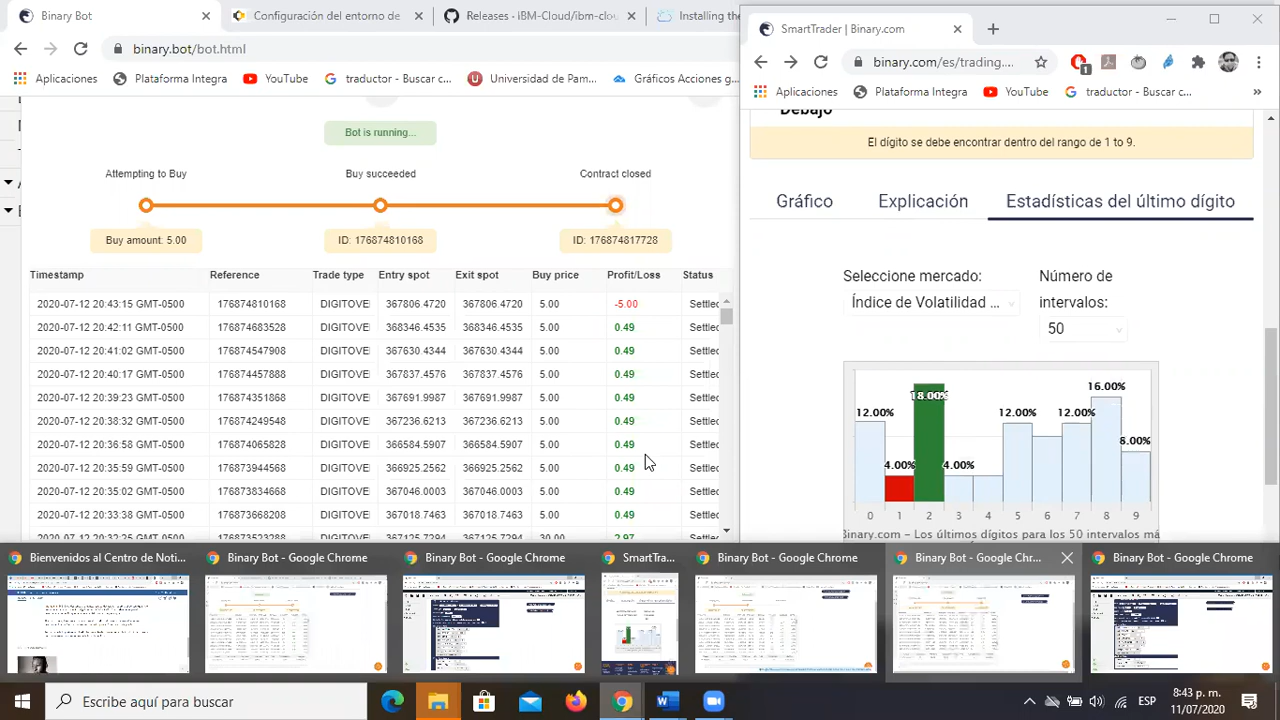 Binary Bot
Configuración del entorno de
Releases · iBM-Cloud/ibm-clou
Installing the
binary.bot/bot.html
Aplicaciones
Plataforma Integra
YouTube
traductor - Buscar c...
Universidad de Pam...
Gráficos Acciones g...
Bot is running...
Attempting to Buy
Buy succeeded
Contract closed
Buy amount: 5.00
ID: 176874810168
ID: 176874817728
Timestamp Reference Trade type Entry spot Exit spot Buy price Profit/Loss Status
2020-07-12 20:43:15 GMT-0500 176874810168 DIGITOVE 367806.4720 367806.4720 5.00 -5.00 Settled
2020-07-12 20:42:11 GMT-0500 176874683528 DIGITOVE 368346.4535 368346.4535 5.00 0.49 Settled
2020-07-12 20:41:02 GMT-0500 176874547908 DIGITOVE 367630.4344 367630.4344 5.00 0.49 Settled
2020-07-12 20:40:17 GMT-0500 176874457888 DIGITOVE 367837.4576 367837.4576 5.00 0.49 Settled
2020-07-12 20:39:23 GMT-0500 176874351868 DIGITOVE 367691.9987 367691.9987 5.00 0.49 Settled
2020-07-12 20:38:32 GMT-0500 176874249548 DIGITOVE 367236.6213 367236.6213 5.00 0.49 Settled
2020-07-12 20:36:58 GMT-0500 176874065828 DIGITOVE 366584.5907 366584.5907 5.00 0.49 Settled
2020-07-12 20:35:59 GMT-0500 176873944568 DIGITOVE 366925.2562 366925.2562 5.00 0.49 Settled
2020-07-12 20:35:02 GMT-0500 176873834668 DIGITOVE 367046.0003 367046.0003 5.00 0.49 Settled
2020-07-12 20:33:38 GMT-0500 176873668208 DIGITOVE 367018.7463 367018.7463 5.00 0.49 Settled
SmartTrader | Binary.com
binary.com/es/trading...
1
Aplicaciones
Plataforma Integra
YouTube
traductor - Buscar c...
»
Debajo
El dígito se debe encontrar dentro del rango de 1 to 9.
Gráfico
Explicación
Estadísticas del último dígito
Seleccione mercado:
Índice de Volatilidad ...
Número de
intervalos:
50
12.00% 4.00% 18.00% 4.00% 12.00% 12.00% 16.00% 6.00%
0 1 2 3 4 5 6 7 8 9
Binary.com – Los últimos dígitos para los 50 intervalos má
Bienvenidos al Centro de Noti...
Binary Bot - Google Chrome
Binary Bot - Google Chrome
SmartTra...
Binary Bot - Google Chrome
Binary Bot - Google Chr...
Binary Bot - Google Chrome
Escribe aquí para buscar
ESP
8:43 p. m.
11/07/2020